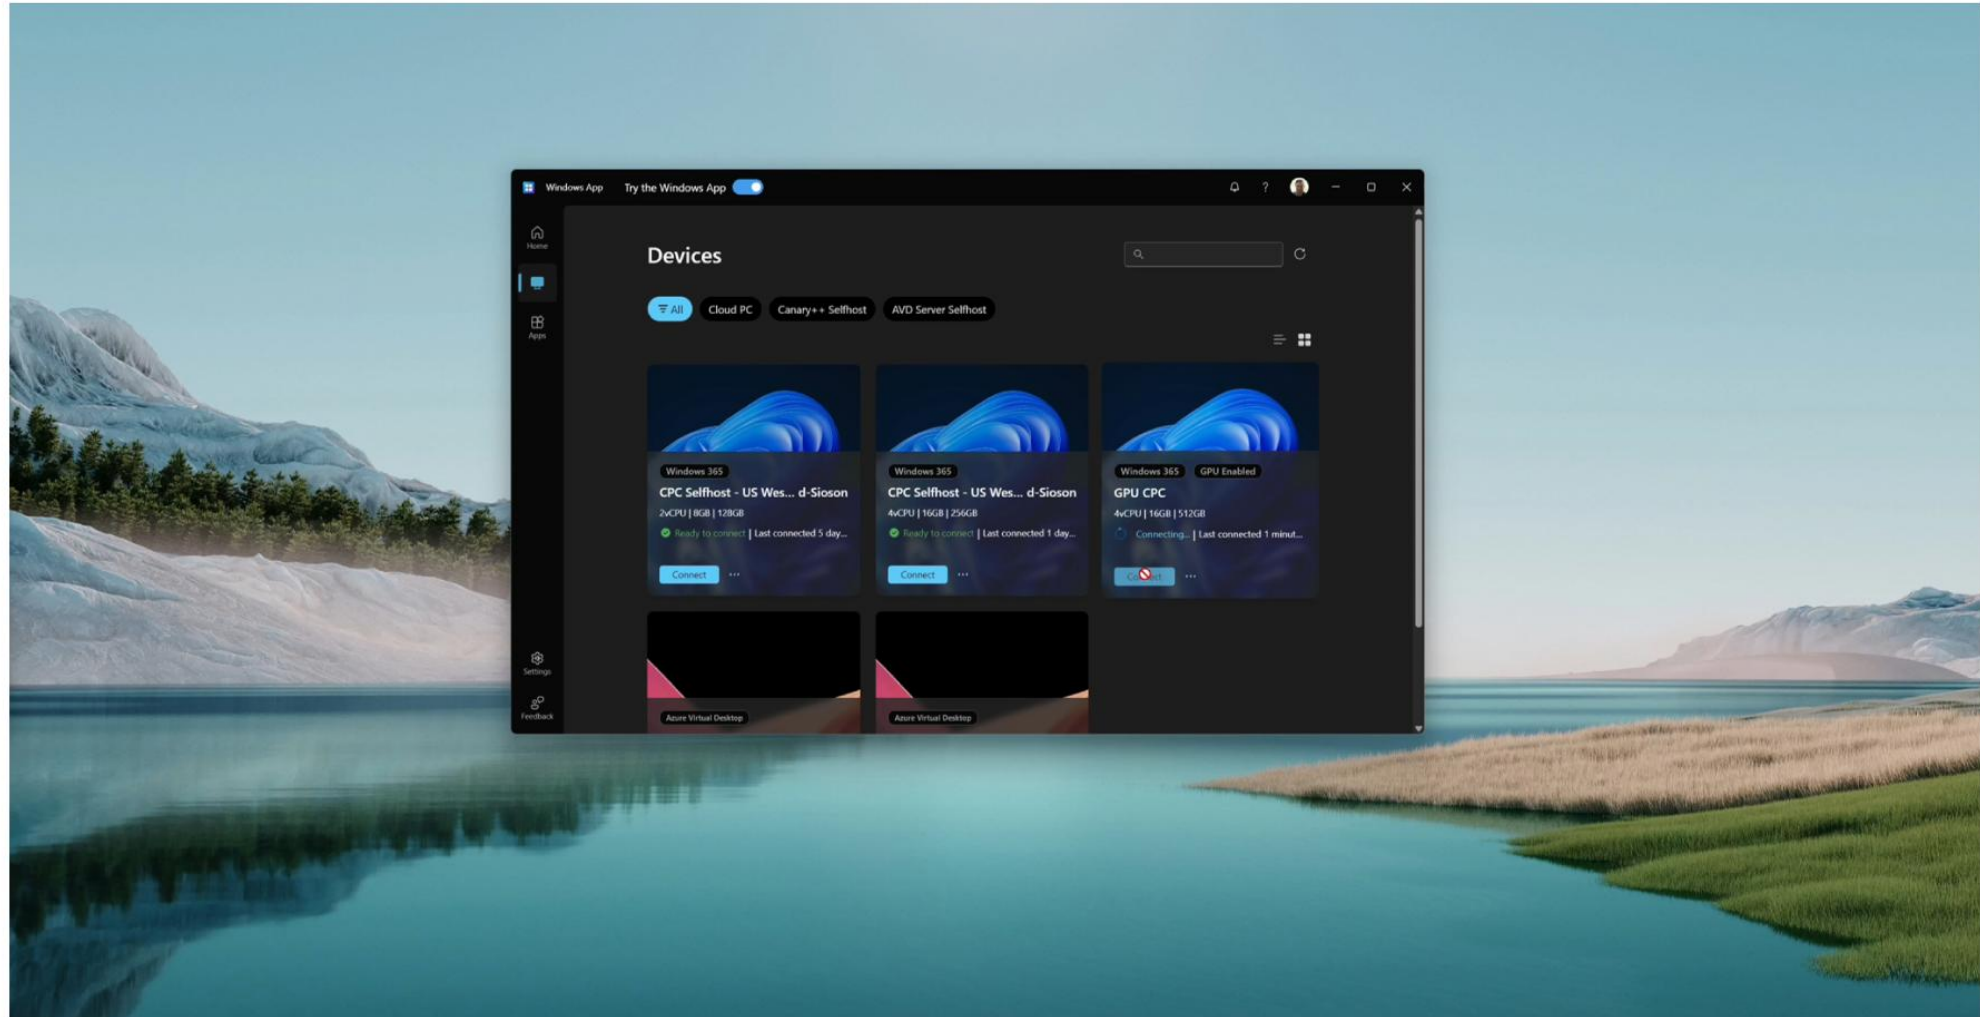 Windows App Try the Windows App ?
Home
Devices
All Cloud PC Canary++ Selfhost AVD Server Selfhost
Apps
Windows 365
CPC Selfhost - US Wes... d-Sioson
2vCPU | 8GB | 128GB
Ready to connect | Last connected 5 day...
Connect ...
Windows 365
CPC Selfhost - US Wes... d-Sioson
4vCPU | 16GB | 256GB
Ready to connect | Last connected 1 day...
Connect ...
Windows 365 GPU Enabled
GPU CPC
4vCPU | 16GB | 512GB
Connecting... | Last connected 1 minut...
Connect ...
Azure Virtual Desktop
Azure Virtual Desktop
Settings
Feedback